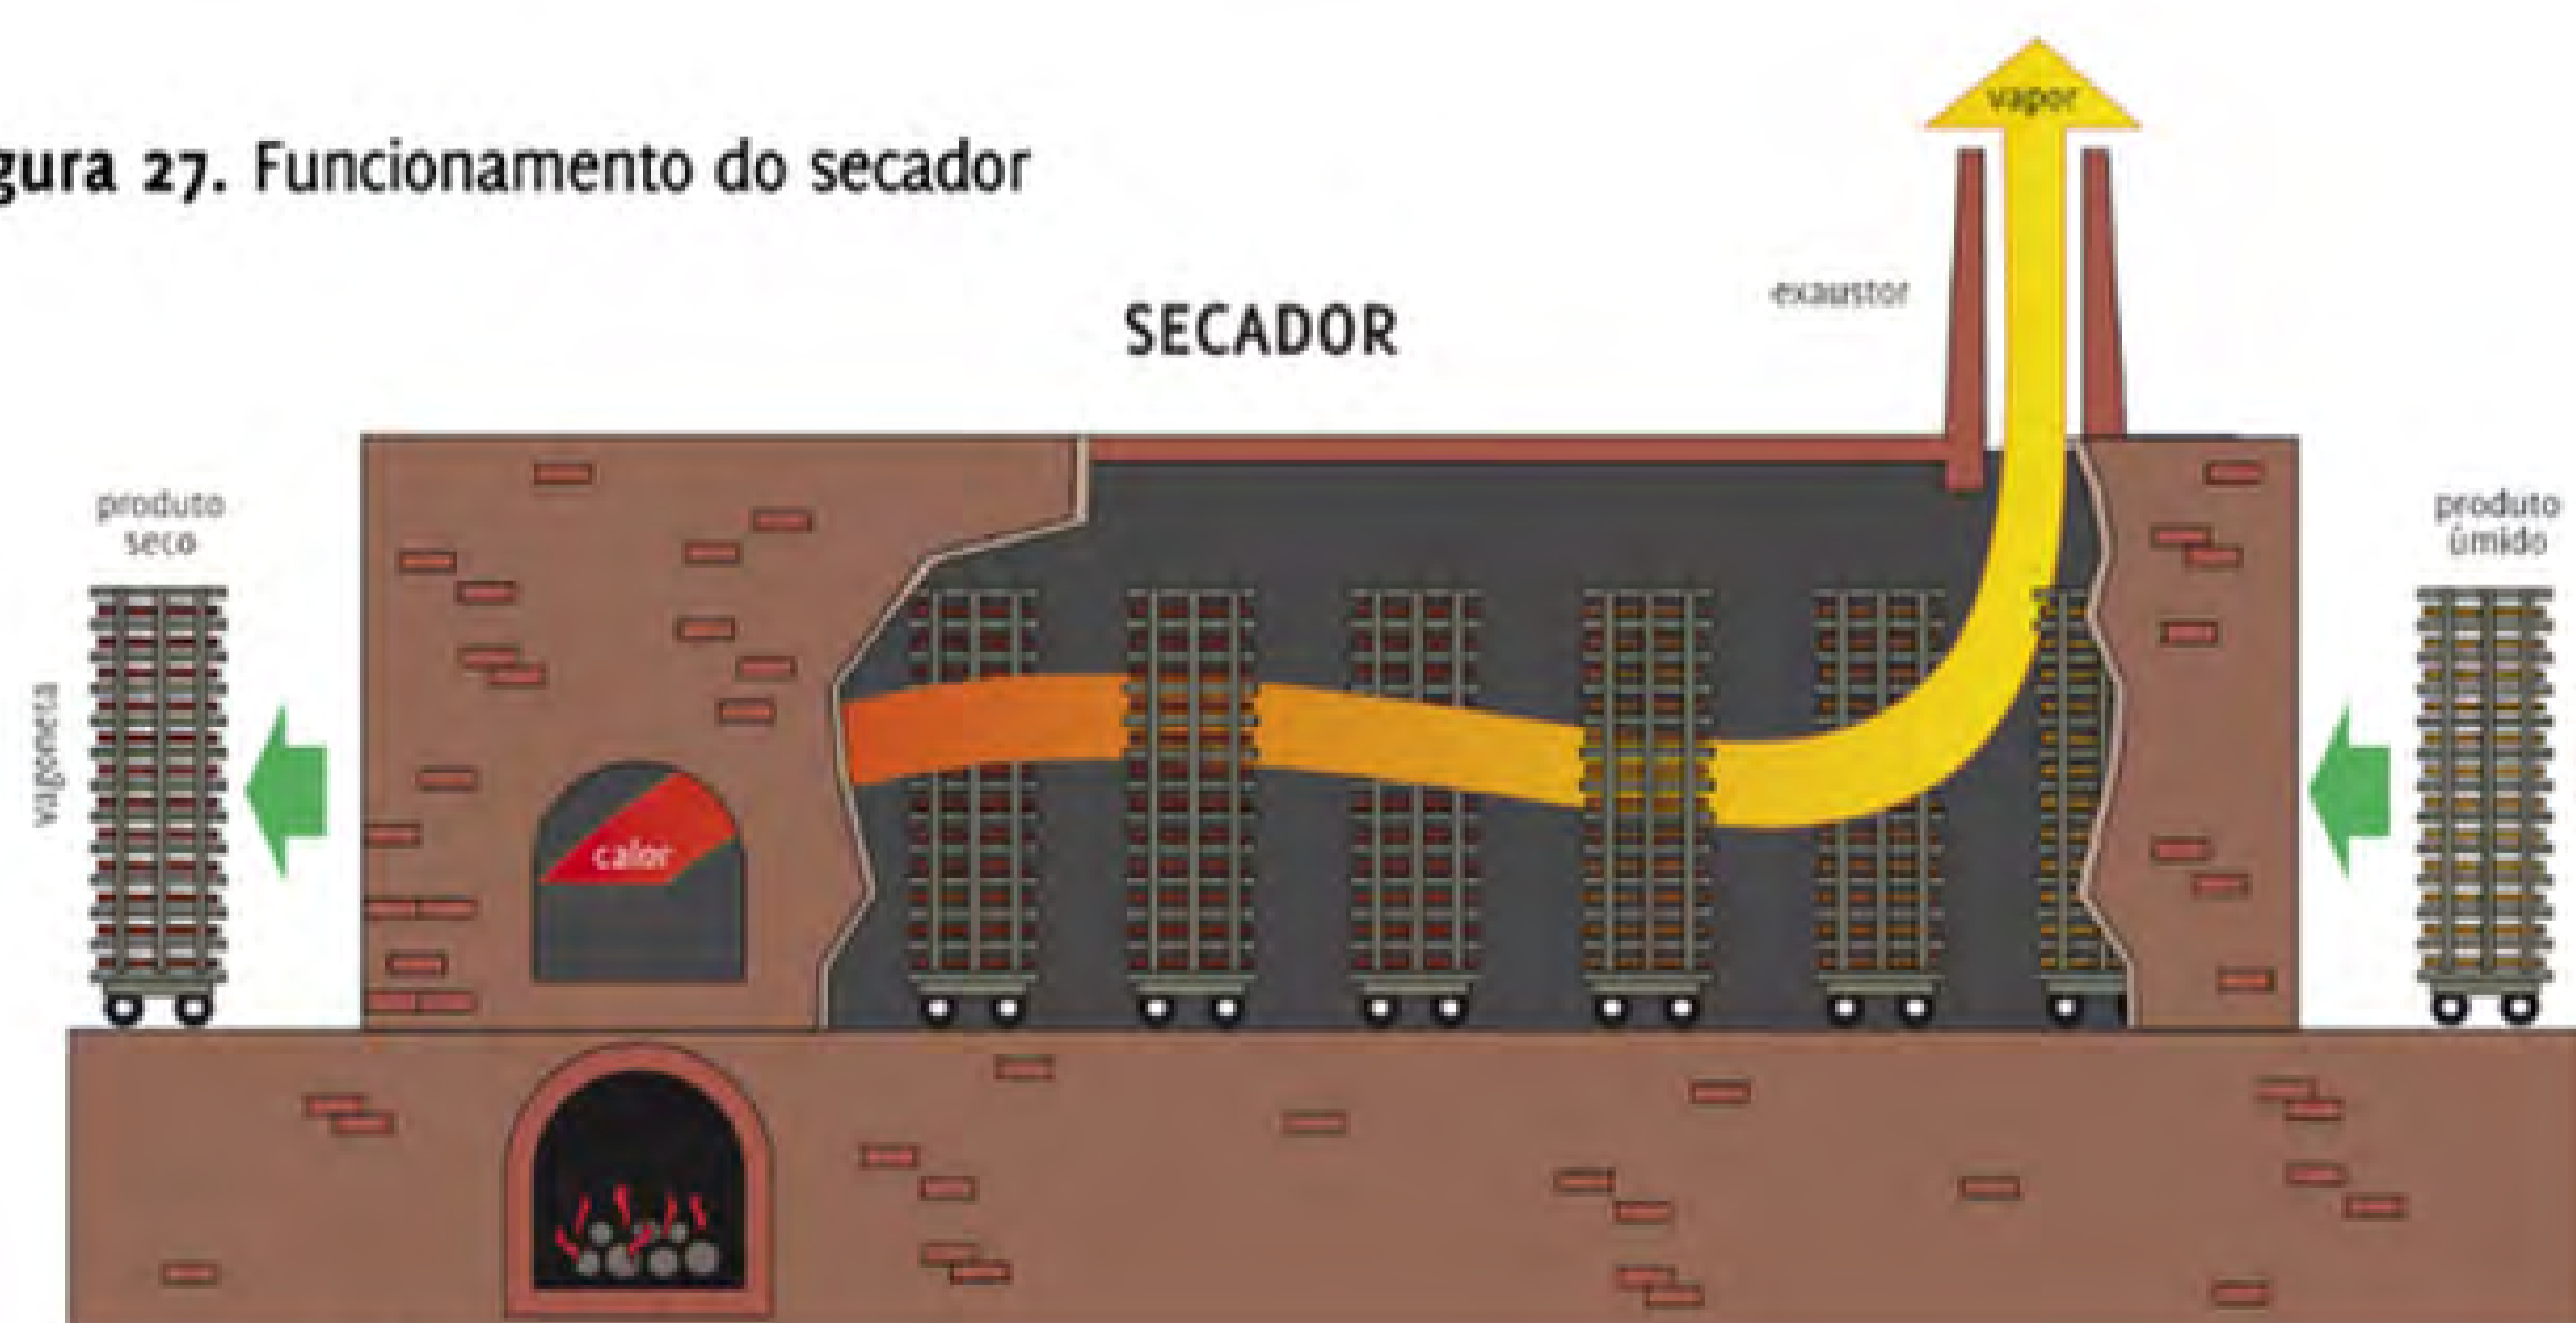 gura 27. Funcionamento do secador
vapor
exaustor
SECADOR
produto
seco
produto
úmido
vagoneta
calor